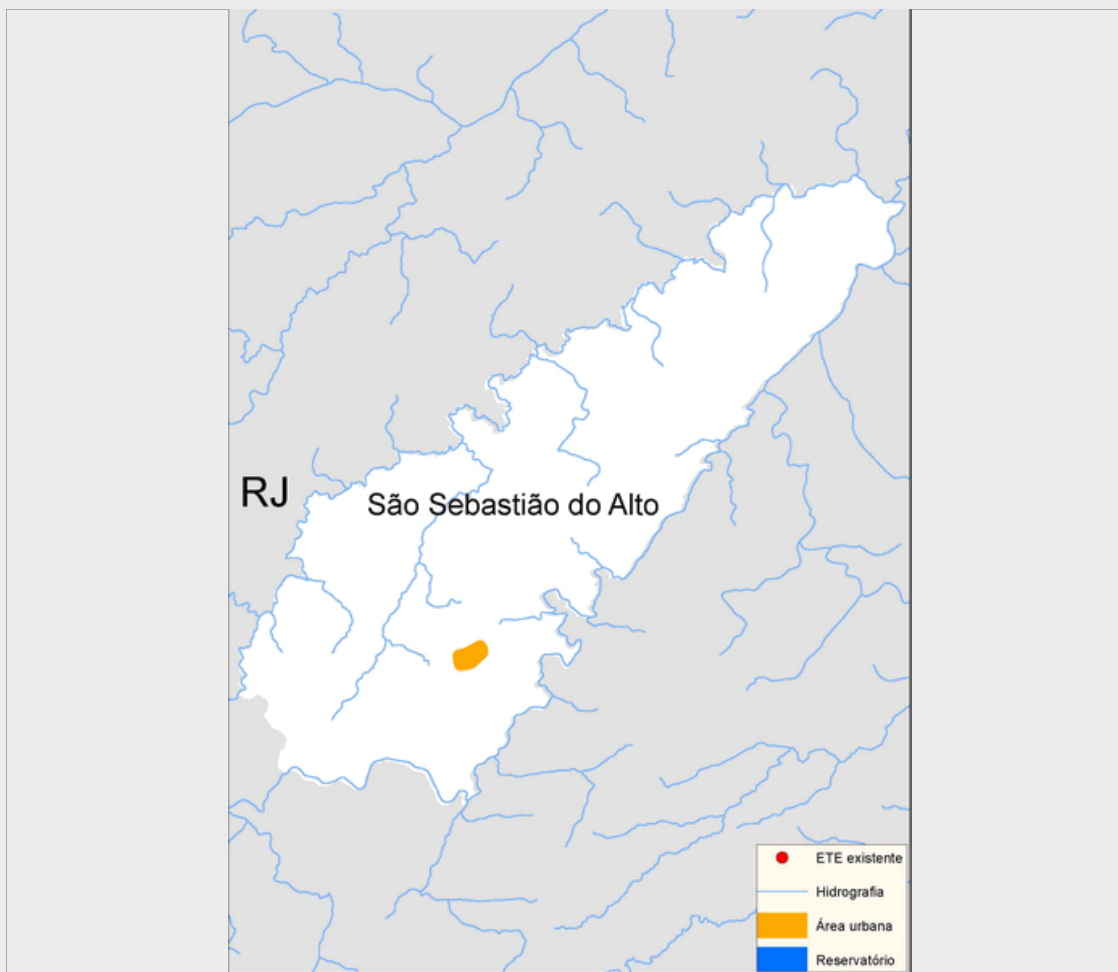 RJ
São Sebastião do Alto
ETE existente
Hidrografia
Área urbana
Reservatório